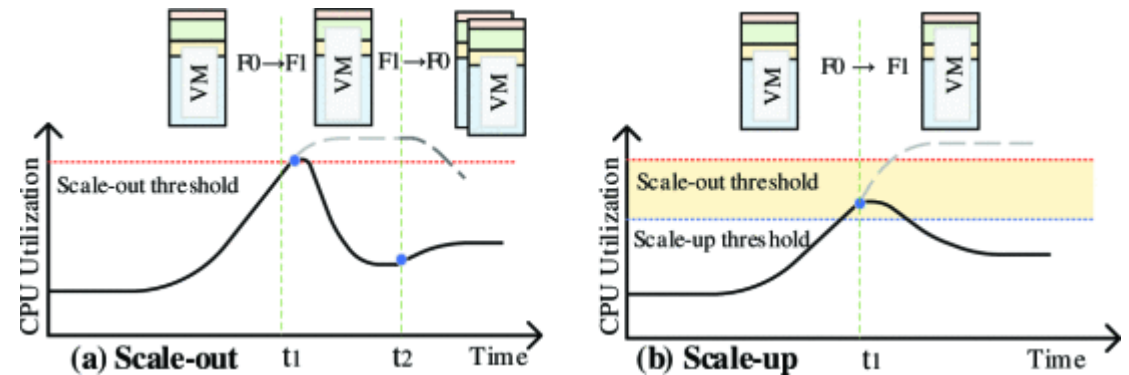 VM
F0→F1
VM
F1→F0
VM
CPU Utilization
Scale-out threshold
(a) Scale-out
t1
t2
Time
VM
F0 → F1
VM
CPU Utilization
Scale-out threshold
Scale-up threshold
(b) Scale-up
t1
Time